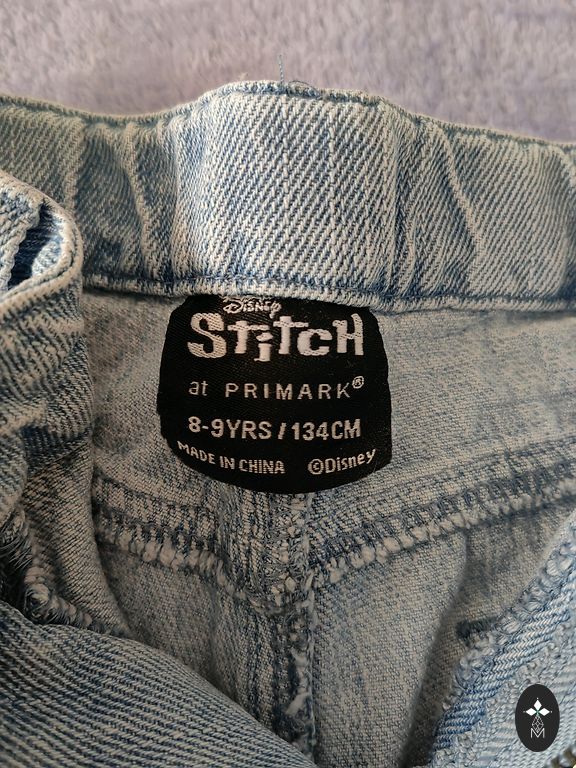 Disney
StitcH
at PRIMARK®
8-9YRS/134CM
MADE IN CHINA ©Disney
M